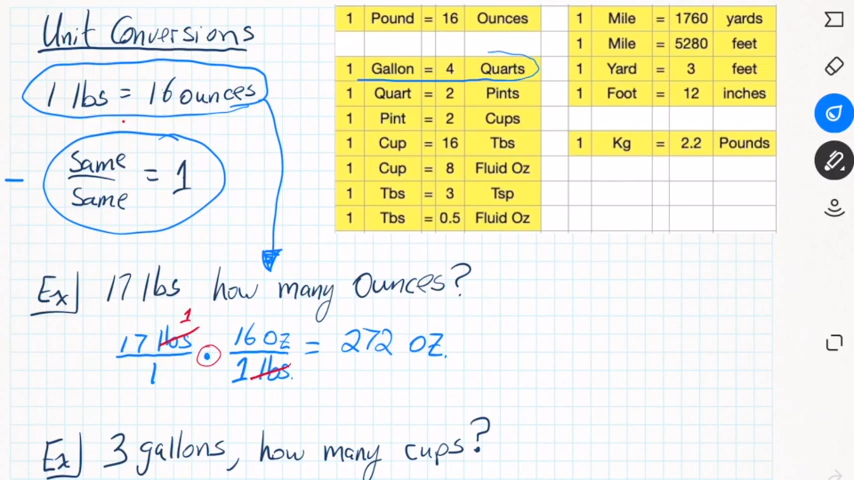 Unit Conversions
1 lbs = 16 ounces
Same
Same
= 1
1 Pound = 16 Ounces
1 Gallon = 4 Quarts
1 Quart = 2 Pints
1 Pint = 2 Cups
1 Cup = 16 Tbs
1 Cup = 8 Fluid Oz
1 Tbs = 3 Tsp
1 Tbs = 0.5 Fluid Oz
1 Mile = 1760 yards
1 Mile = 5280 feet
1 Yard = 3 feet
1 Foot = 12 inches
1 Kg = 2.2 Pounds
Ex] 17 lbs how many Ounces?
1
17 lbs 16 Oz = 272 OZ.
1 • 1 lbs.
Ex] 3 gallons, how many cups?